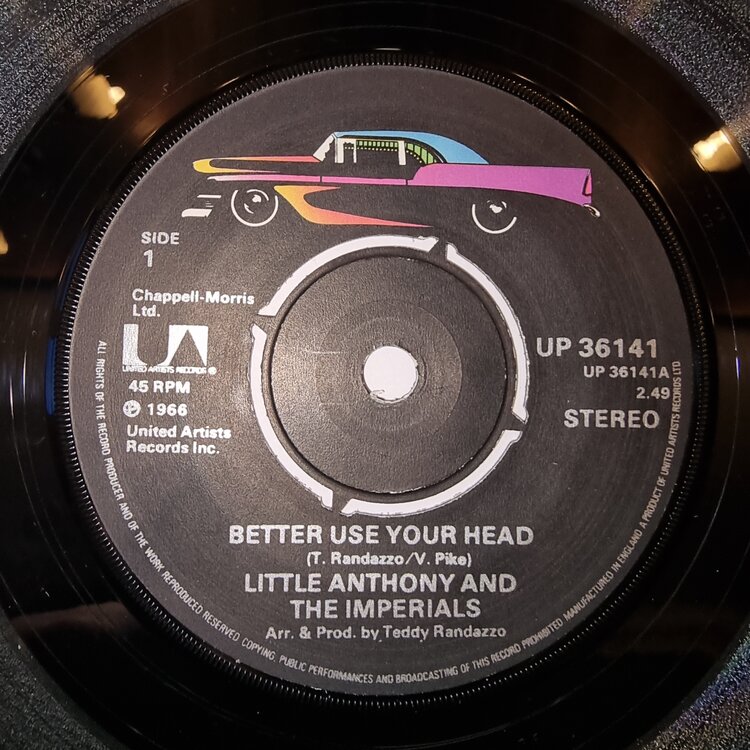 SIDE
1
Chappell-Morris
Ltd.
UA
UNITED ARTISTS RECORDS ®
45 RPM
℗ 1966
United Artists
Records Inc.
UP 36141
UP 36141A
2.49
STEREO
BETTER USE YOUR HEAD
(T. Randazzo/V. Pike)
LITTLE ANTHONY AND
THE IMPERIALS
Arr. & Prod. by Teddy Randazzo
ALL RIGHTS OF THE RECORD PRODUCER AND OF THE WORK REPRODUCED RESERVED COPYING, PUBLIC PERFORMANCES AND BROADCASTING OF THIS RECORD PROHIBITED. MANUFACTURED IN ENGLAND. A PRODUCT OF UNITED ARTISTS RECORDS LTD